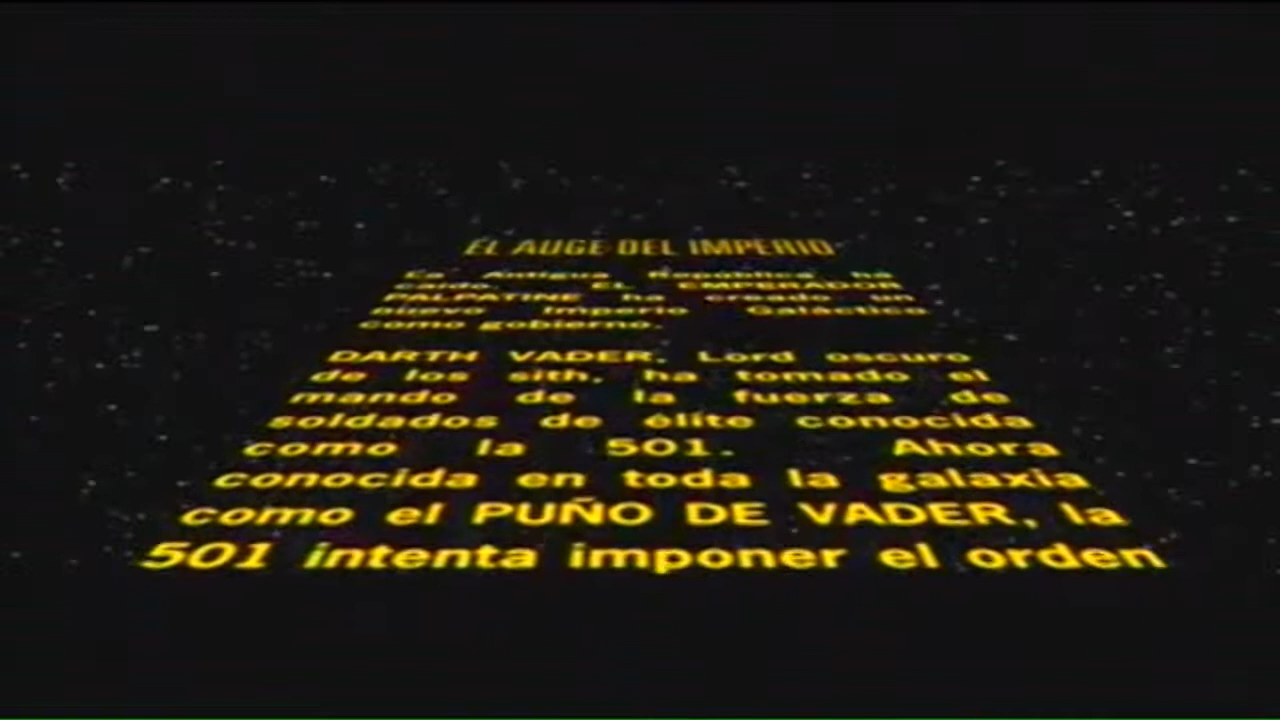 EL AUGE DEL IMPERIO
La Antigua República ha
caído. EL EMPERADOR
PALPATINE ha creado un
nuevo Imperio Galáctico
como gobierno.
DARTH VADER, Lord oscuro
de los sith, ha tomado el
mando de la fuerza de
soldados de élite conocida
como la 501. Ahora
conocida en toda la galaxia
como el PUÑO DE VADER, la
501 intenta imponer el orden